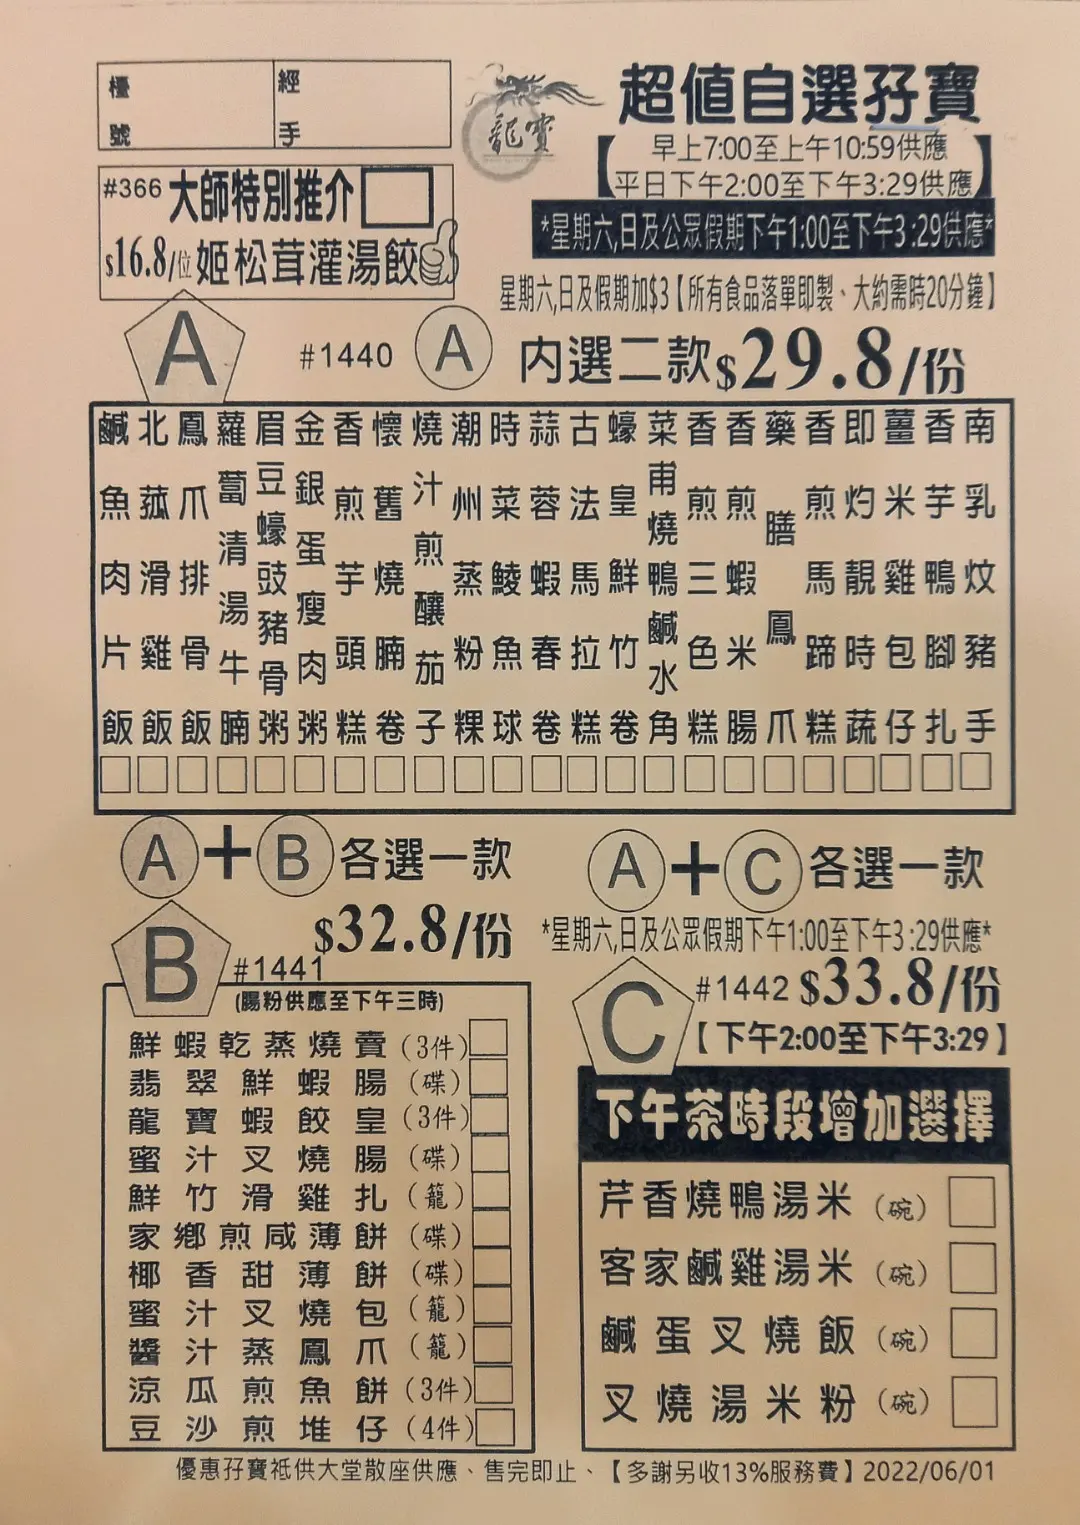 檯號
經手
龍寶
超值自選孖寶
【早上7:00至上午10:59供應
平日下午2:00至下午3:29供應】
*星期六,日及公眾假期下午1:00至下午3:29供應*
#366 大師特別推介
$16.8/位 姬松茸灌湯餃
星期六,日及假期加$3【所有食品落單即製、大約需時20分鐘】
A #1440 A 內選二款$29.8/份
南乳炆豬手
香芋鴨腳扎
薑米雞包仔
即灼靚時蔬
香煎馬蹄糕
藥膳鳳爪
香煎蝦米腸
香煎三色糕
菜甫燒鴨鹹水角
蠔皇鮮竹卷
古法馬拉糕
蒜蓉蝦春卷
時菜鯪魚球
潮州蒸粉粿
燒汁煎釀茄子
懷舊燒腩卷
香煎芋頭糕
金銀蛋瘦肉粥
眉豆蠔豉豬骨粥
蘿蔔清湯牛腩
鳳爪排骨飯
北菰滑雞飯
鹹魚肉片飯
A+B各選一款
$32.8/份
B #1441
(腸粉供應至下午三時)
鮮蝦乾蒸燒賣(3件)
翡翠鮮蝦腸(碟)
龍寶蝦餃皇(3件)
蜜汁叉燒腸(碟)
鮮竹滑雞扎(籠)
家鄉煎咸薄餅(碟)
椰香甜薄餅(碟)
蜜汁叉燒包(籠)
醬汁蒸鳳爪(籠)
涼瓜煎魚餅(3件)
豆沙煎堆仔(4件)
A+C各選一款
*星期六,日及公眾假期下午1:00至下午3:29供應*
C #1442 $33.8/份
【下午2:00至下午3:29】
下午茶時段增加選擇
芹香燒鴨湯米(碗)
客家鹹雞湯米(碗)
鹹蛋叉燒飯(碗)
叉燒湯米粉(碗)
優惠孖寶祗供大堂散座供應、售完即止、【多謝另收13%服務費】2022/06/01